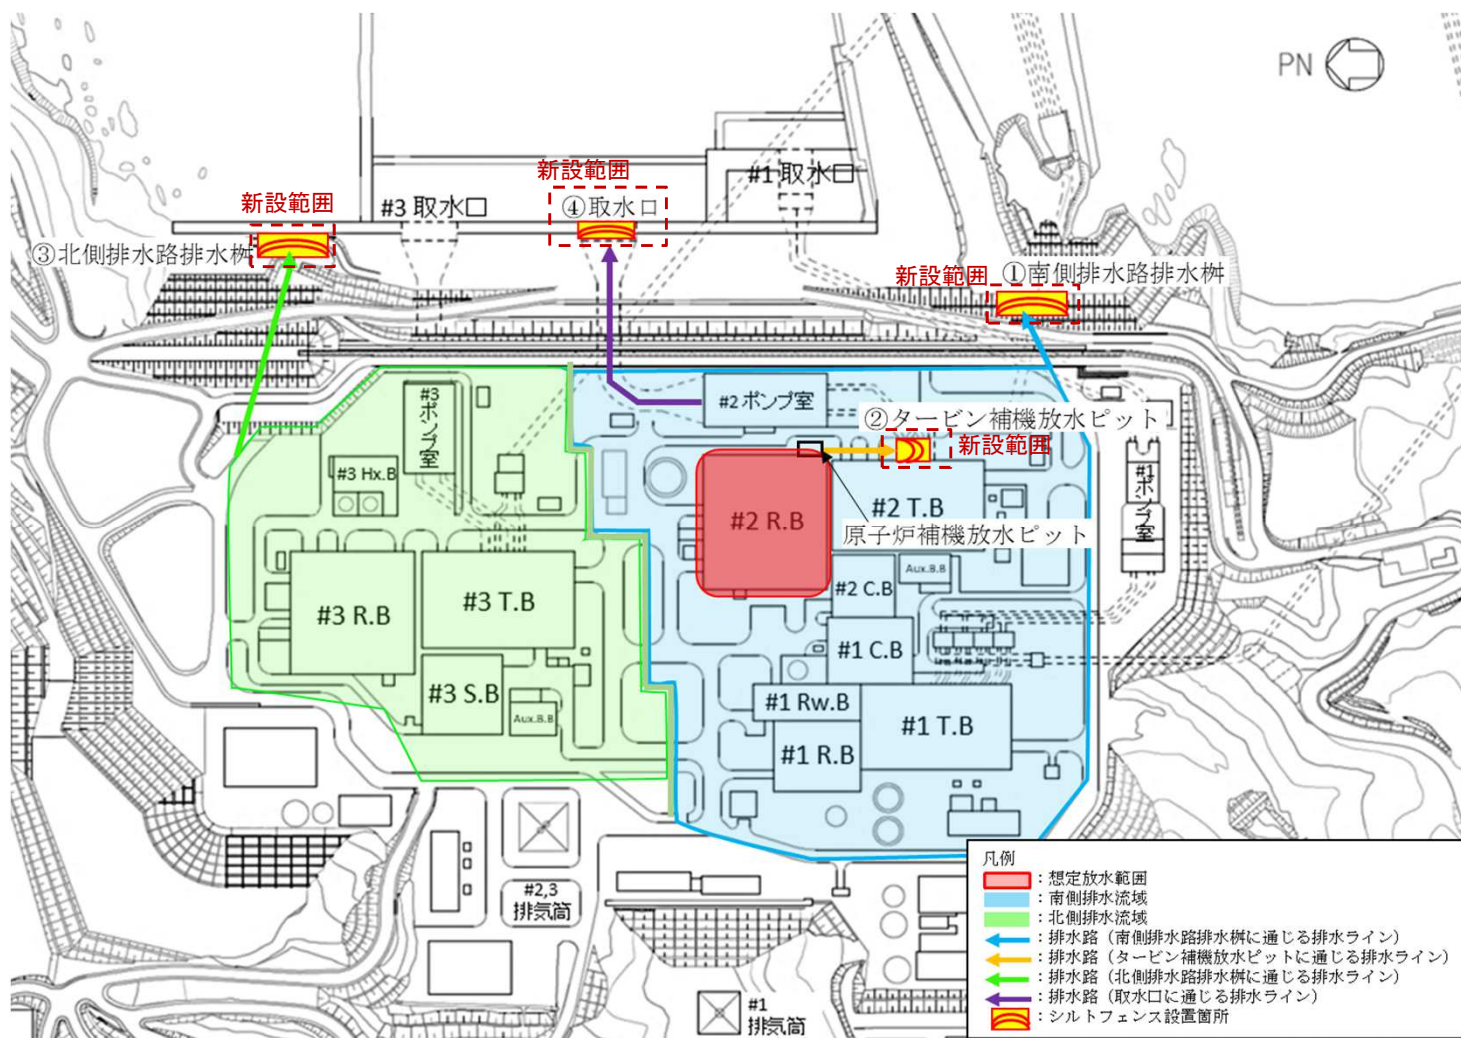 PN
新設範囲
#1 取水口
新設範囲
#3 取水口
④取水口
③北側排水路排水桝
新設範囲
①南側排水路排水桝
#3 ポンプ室
#2 ポンプ室
②タービン補機放水ピット
新設範囲
#3 Hx.B
#1 ポンプ室
#2 R.B
#2 T.B
原子炉補機放水ピット
Aux.B.B
#2 C.B
#3 R.B
#3 T.B
#1 C.B
#3 S.B
Aux.B.B
#1 Rw.B
#1 T.B
#1 R.B
#2,3
排気筒
#1
排気筒
凡例
:想定放水範囲
:南側排水流域
:北側排水流域
:排水路(南側排水路排水桝に通じる排水ライン)
:排水路(タービン補機放水ピットに通じる排水ライン)
:排水路(北側排水路排水桝に通じる排水ライン)
:排水路(取水口に通じる排水ライン)
:シルトフェンス設置箇所
新設範囲